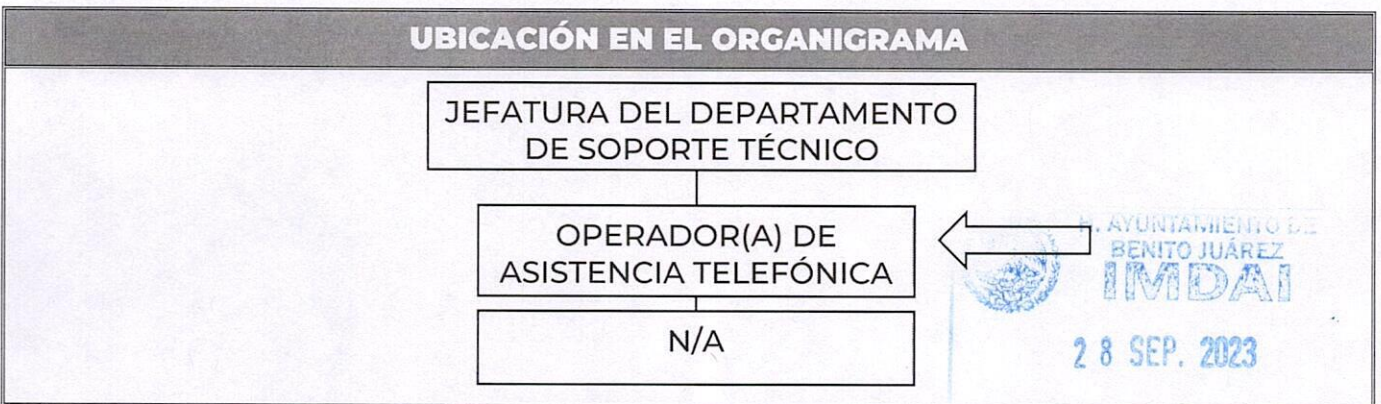 UBICACIÓN EN EL ORGANIGRAMA
JEFATURA DEL DEPARTAMENTO
DE SOPORTE TÉCNICO
OPERADOR(A) DE
ASISTENCIA TELEFÓNICA
N/A
H. AYUNTAMIENTO DE
BENITO JUÁREZ
IMDAI
28 SEP. 2023